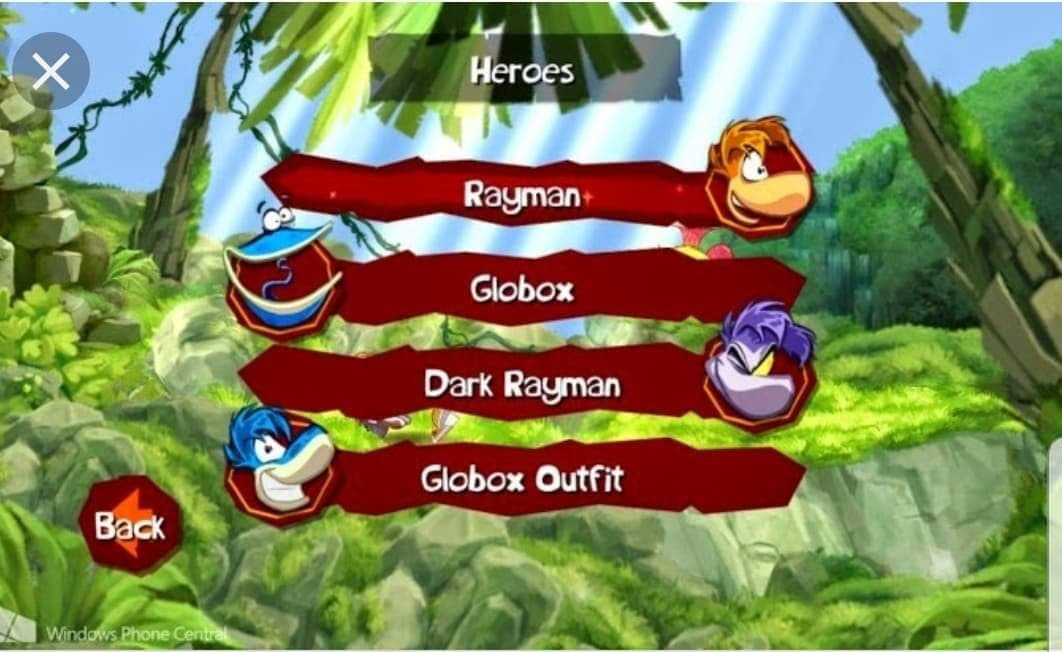 Heroes
Rayman
Globox
Dark Rayman
Globox Outfit
Back
Windows Phone Central